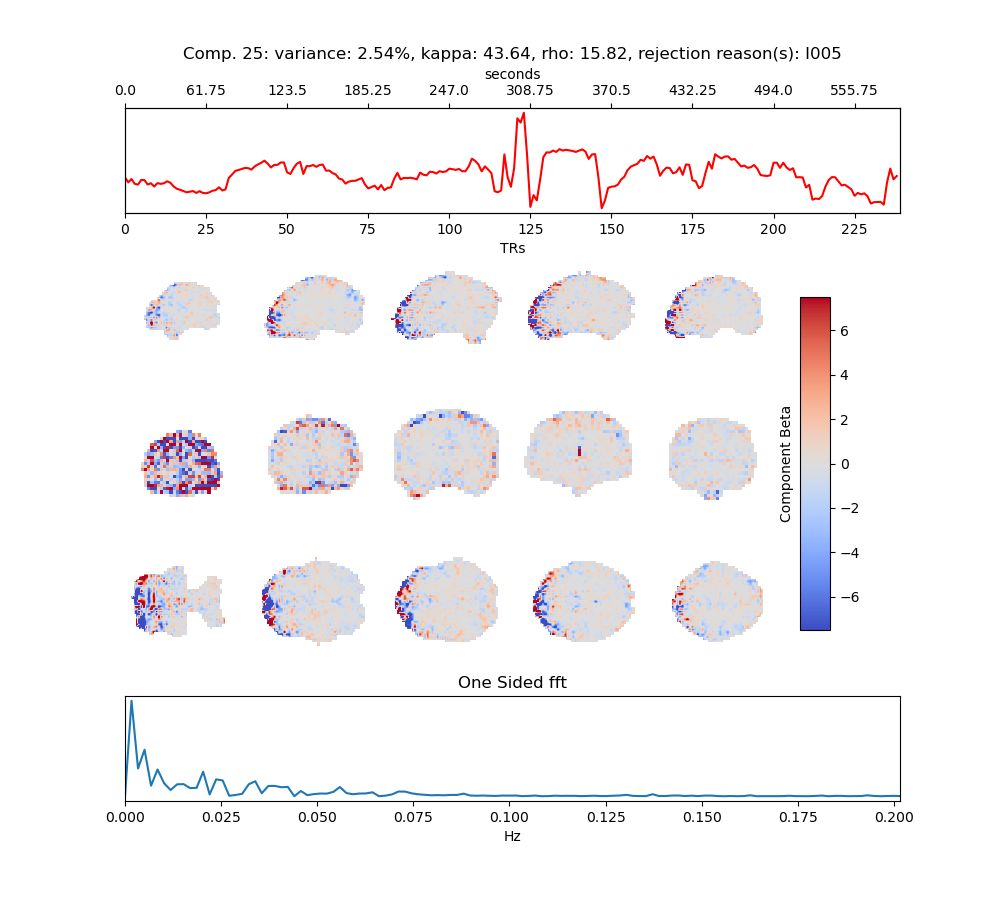 Comp. 25: variance: 2.54%, kappa: 43.64, rho: 15.82, rejection reason(s): I005
seconds
0.0 61.75 123.5 185.25 247.0 308.75 370.5 432.25 494.0 555.75
0 25 50 75 100 125 150 175 200 225
TRs
6
4
2
0
−2
−4
−6
Component Beta
One Sided fft
0.000 0.025 0.050 0.075 0.100 0.125 0.150 0.175 0.200
Hz